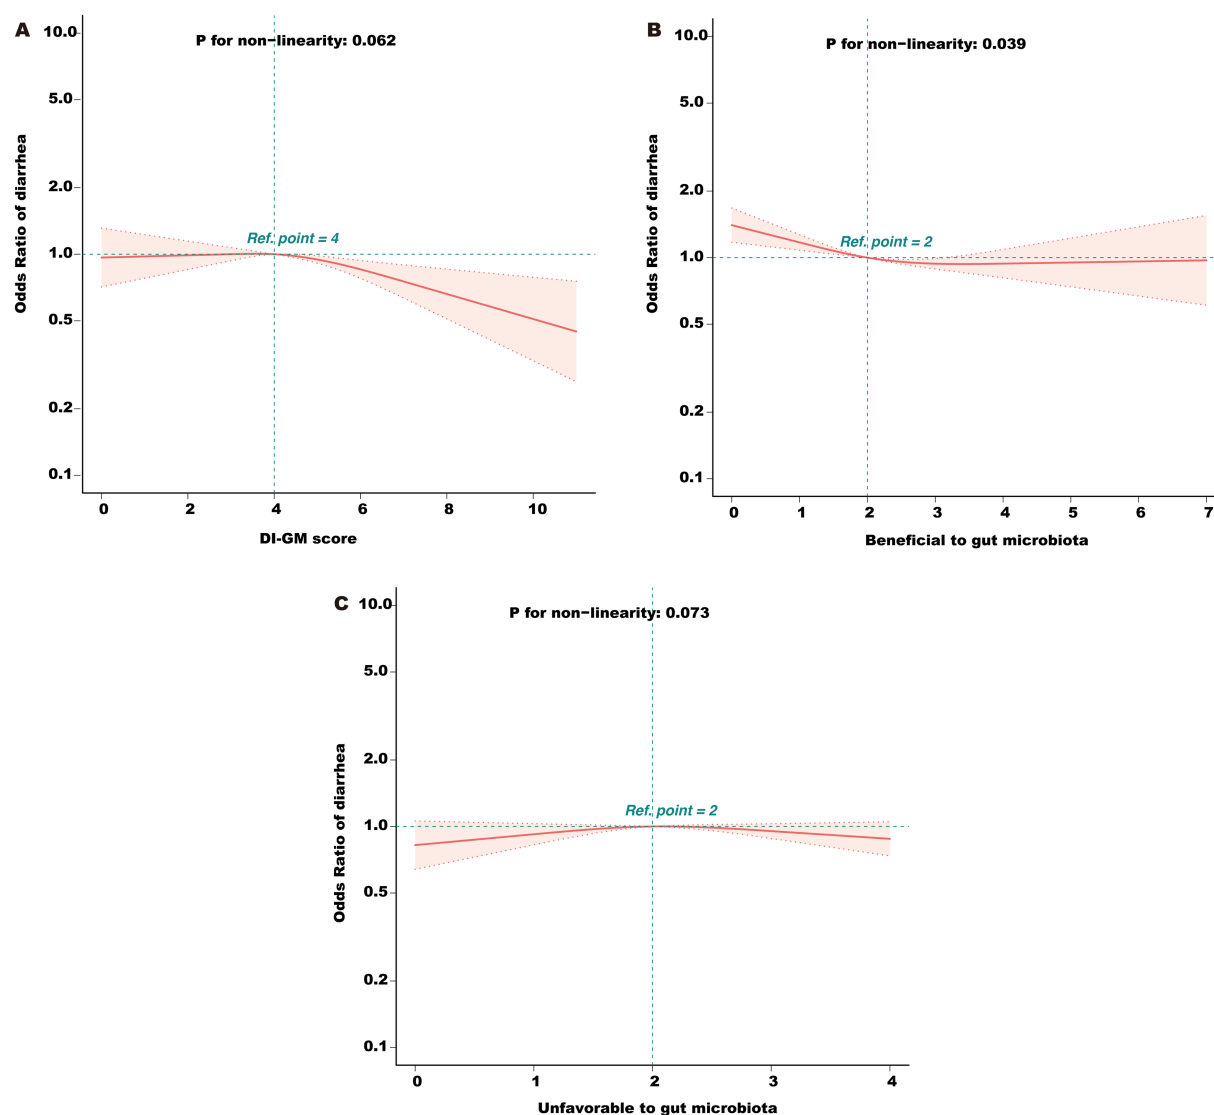 A
P for non−linearity: 0.062
Odds Ratio of diarrhea
10.0
5.0
2.0
1.0
0.5
0.2
0.1
Ref. point = 4
0 2 4 6 8 10
DI-GM score
B
P for non−linearity: 0.039
Odds Ratio of diarrhea
10.0
5.0
2.0
1.0
0.5
0.2
0.1
Ref. point = 2
0 1 2 3 4 5 6 7
Beneficial to gut microbiota
C
P for non−linearity: 0.073
Odds Ratio of diarrhea
10.0
5.0
2.0
1.0
0.5
0.2
0.1
Ref. point = 2
0 1 2 3 4
Unfavorable to gut microbiota